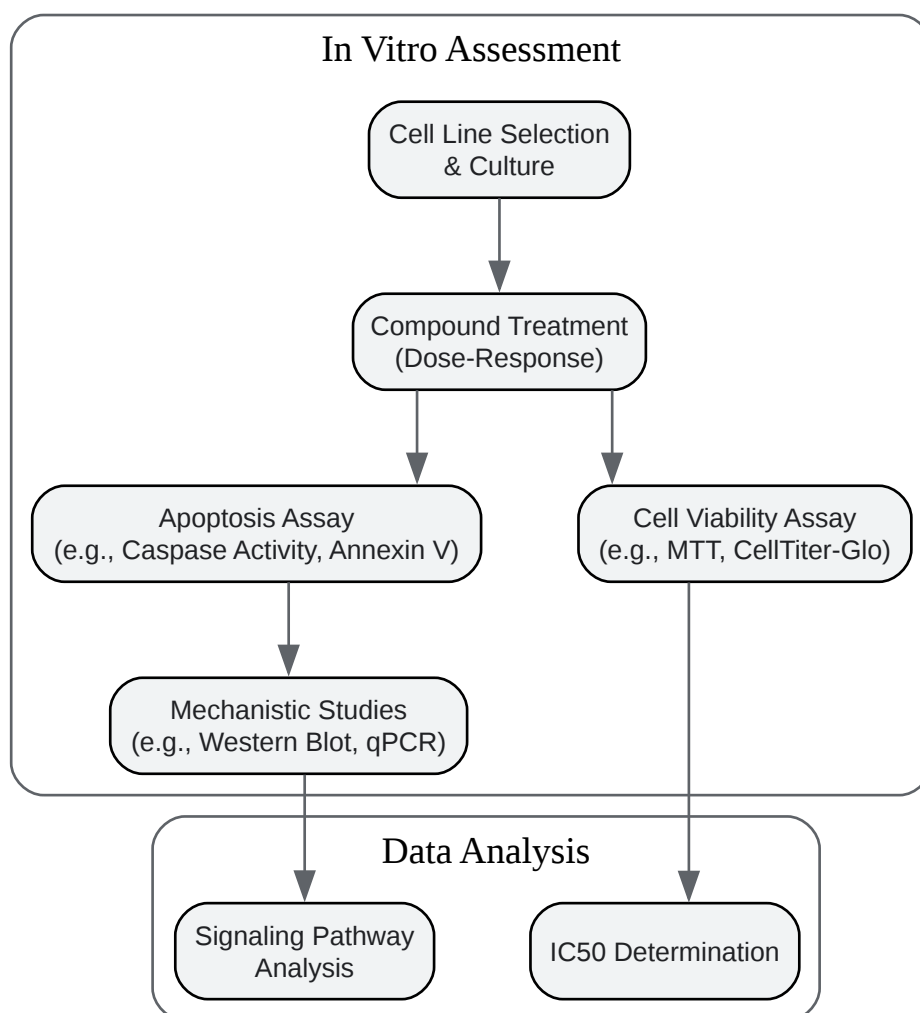 In Vitro Assessment
Cell Line Selection
& Culture
Compound Treatment
(Dose-Response)
Apoptosis Assay
(e.g., Caspase Activity, Annexin V)
Cell Viability Assay
(e.g., MTT, CellTiter-Glo)
Mechanistic Studies
(e.g., Western Blot, qPCR)
Data Analysis
Signaling Pathway
Analysis
IC50 Determination